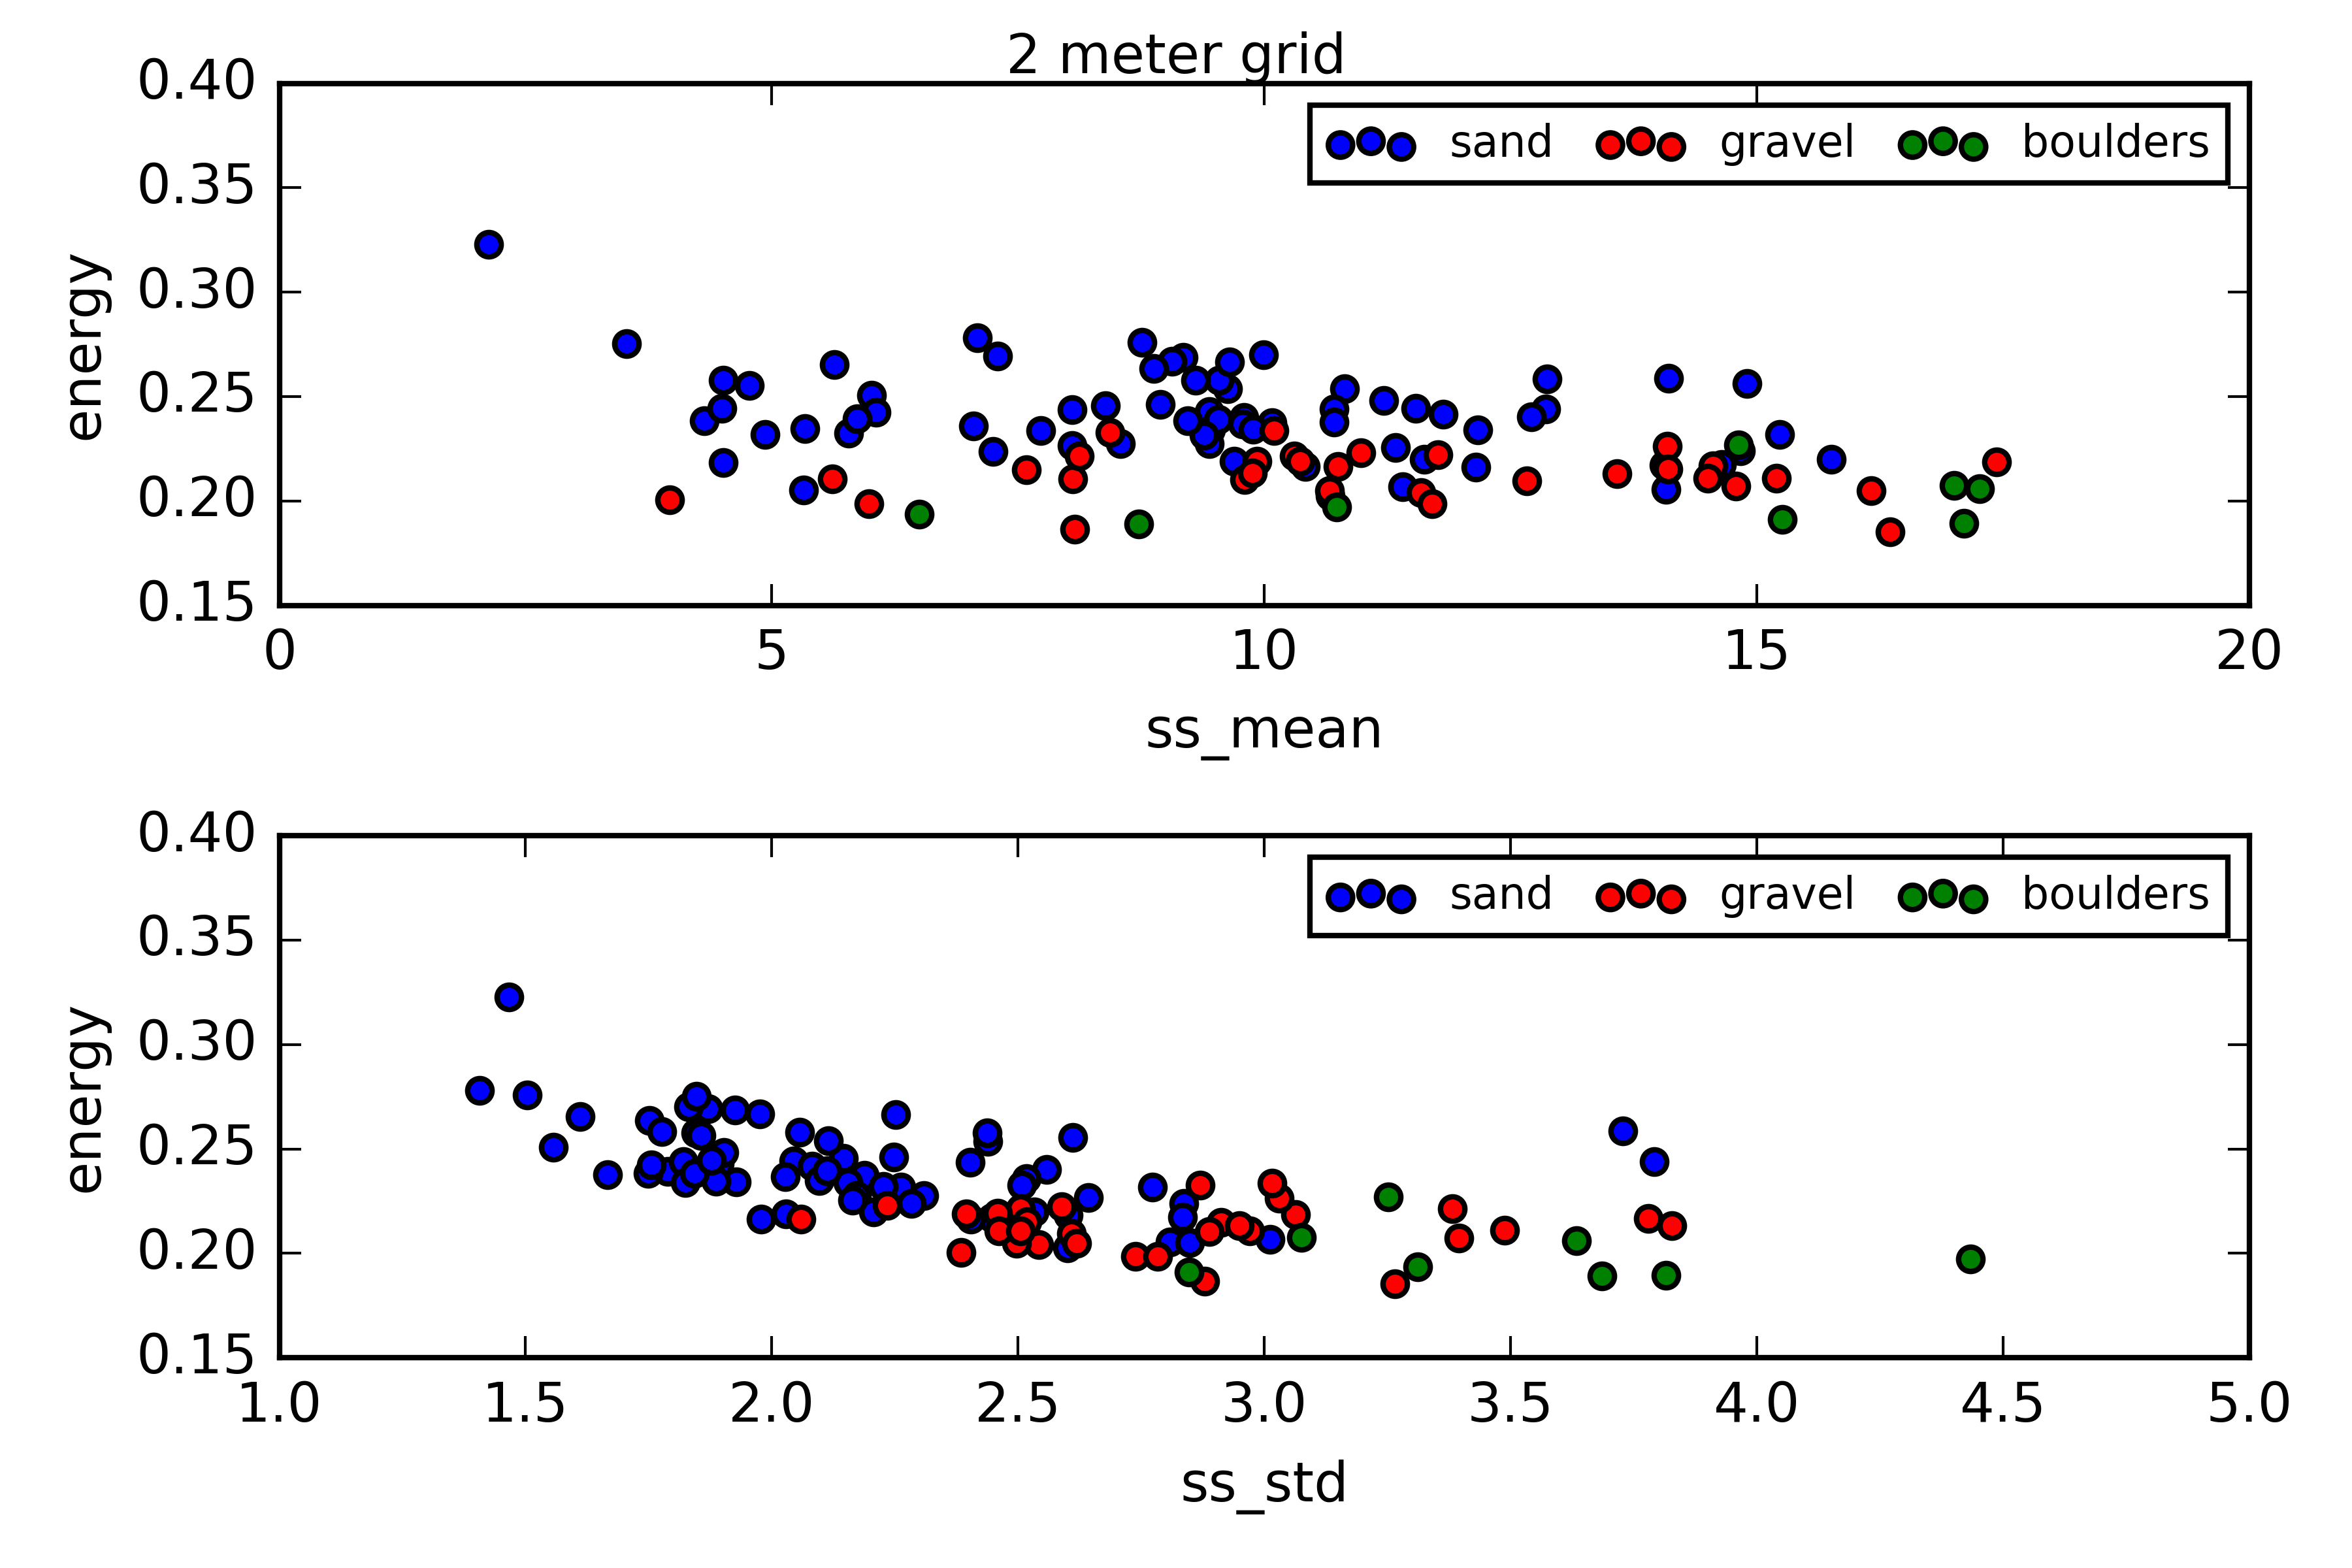 2 meter grid
0.40
0.35
0.30
0.25
0.20
0.15
energy
sand gravel boulders
0 5 10 15 20
ss_mean
0.40
0.35
0.30
0.25
0.20
0.15
energy
sand gravel boulders
1.0 1.5 2.0 2.5 3.0 3.5 4.0 4.5 5.0
ss_std